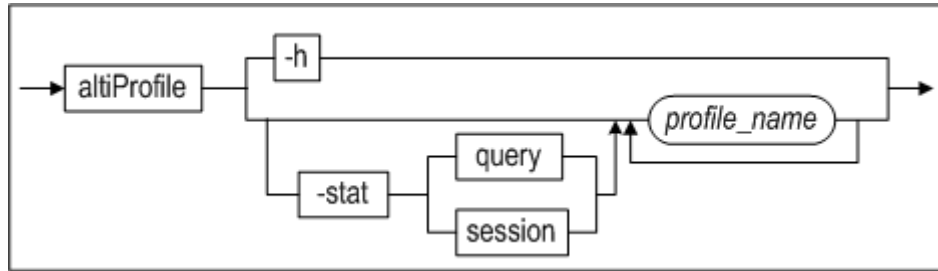 -h
altiProfile
profile_name
query
-stat
session